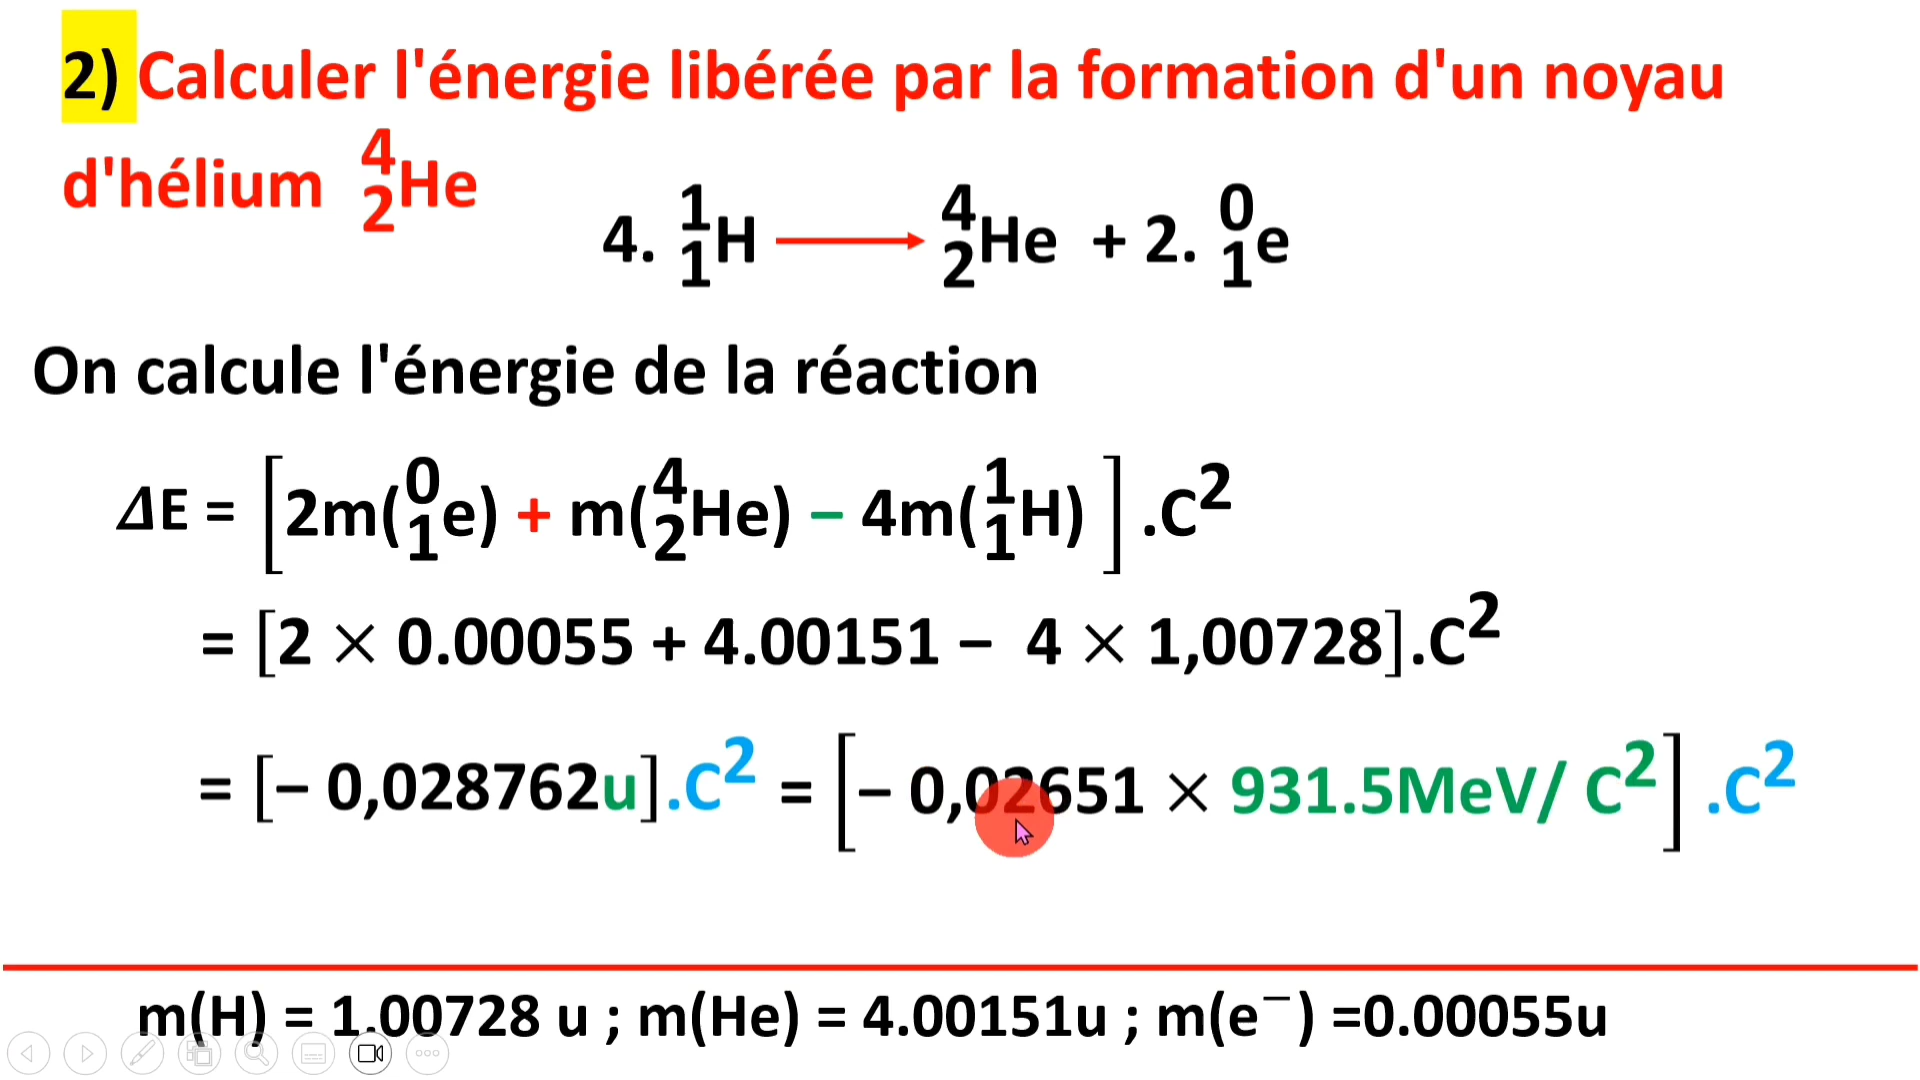 2) Calculer l'énergie libérée par la formation d'un noyau
d'hélium ⁴₂He
4. ¹₁H ⟶ ⁴₂He + 2. ⁰₁e
On calcule l'énergie de la réaction
ΔE = [2m(⁰₁e) + m(⁴₂He) – 4m(¹₁H)] .C²
= [2 × 0.00055 + 4.00151 – 4 × 1,00728].C²
= [– 0,028762u].C² = [– 0,02651 × 931.5MeV/ C²] .C²
m(H) = 1.00728 u ; m(He) = 4.00151u ; m(e⁻) =0.00055u